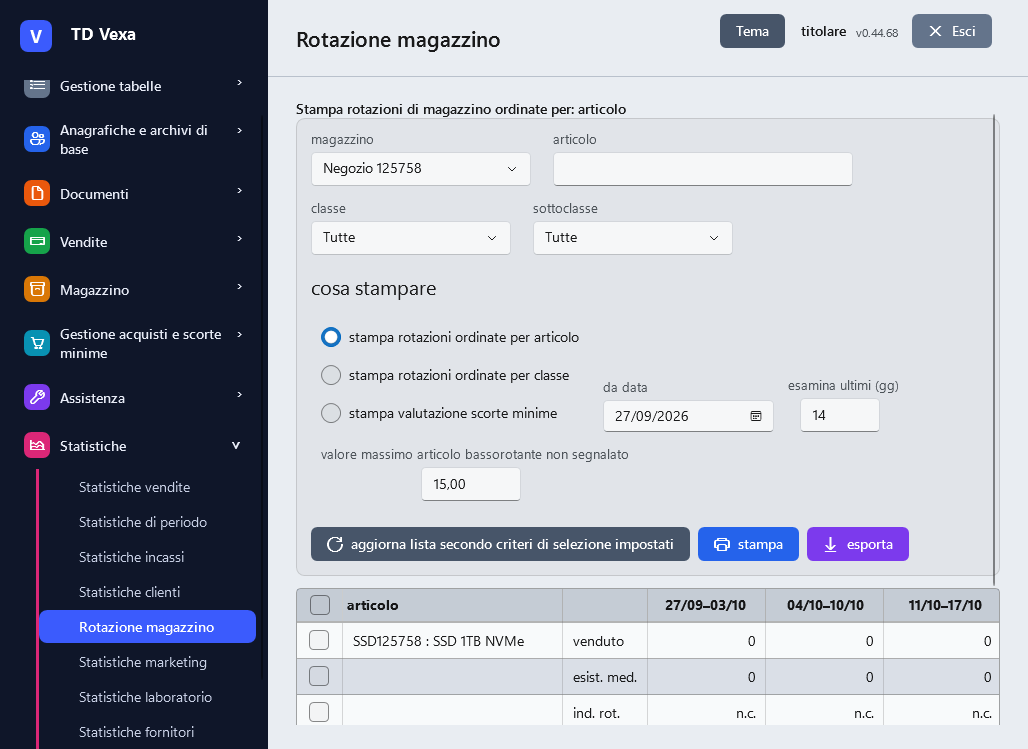 V
TD Vexa
Gestione tabelle
Anagrafiche e archivi di
base
Documenti
Vendite
Magazzino
Gestione acquisti e scorte
minime
Assistenza
Statistiche
Statistiche vendite
Statistiche di periodo
Statistiche incassi
Statistiche clienti
Rotazione magazzino
Statistiche marketing
Statistiche laboratorio
Statistiche fornitori
Rotazione magazzino
Tema titolare v0.44.68 Esci
Stampa rotazioni di magazzino ordinate per: articolo
magazzino articolo
Negozio 125758
classe sottoclasse
Tutte Tutte
cosa stampare
stampa rotazioni ordinate per articolo
stampa rotazioni ordinate per classe
stampa valutazione scorte minime
da data esamina ultimi (gg)
27/09/2026 14
valore massimo articolo bassorotante non segnalato
15,00
aggiorna lista secondo criteri di selezione impostati stampa esporta
articolo 27/09–03/10 04/10–10/10 11/10–17/10
SSD125758 : SSD 1TB NVMe venduto 0 0 0
esist. med. 0 0 0
ind. rot. n.c. n.c. n.c.